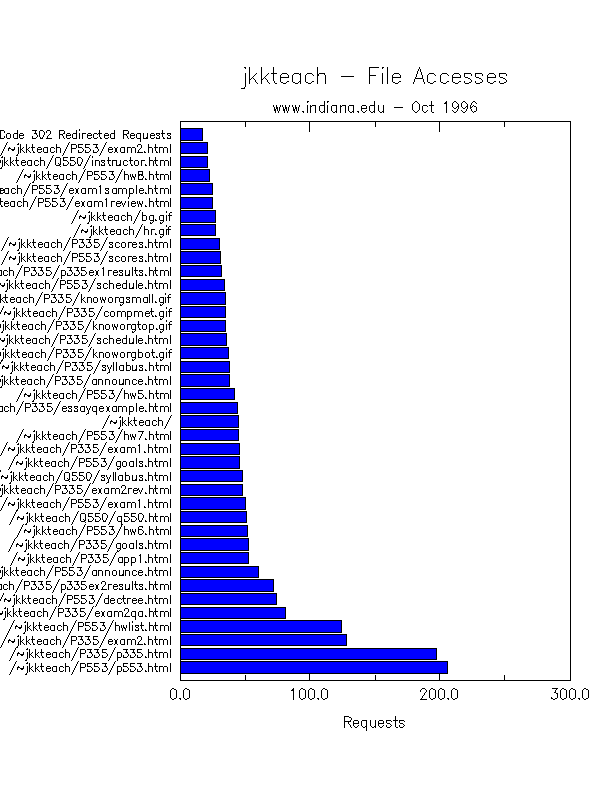 jkkteach - File Accesses
www.indiana.edu - Oct 1996
Code 302 Redirected Requests
/~jkkteach/P553/exam2.html
jkkteach/Q550/instructor.html
/~jkkteach/P553/hw8.html
each/P553/exam1sample.html
teach/P553/exam1review.html
/~jkkteach/bg.gif
/~jkkteach/hr.gif
/~jkkteach/P335/scores.html
/~jkkteach/P553/scores.html
ach/P335/p335ex1results.html
~jkkteach/P553/schedule.html
kteach/P335/knoworgsmall.gif
/~jkkteach/P335/compmet.gif
jkkteach/P335/knoworgtop.gif
~jkkteach/P335/schedule.html
jkkteach/P335/knoworgbot.gif
/~jkkteach/P335/syllabus.html
jkkteach/P335/announce.html
/~jkkteach/P553/hw5.html
ach/P335/essayqexample.html
/~jkkteach/
/~jkkteach/P553/hw7.html
/~jkkteach/P335/exam1.html
/~jkkteach/P553/goals.html
/~jkkteach/Q550/syllabus.html
jkkteach/P335/exam2rev.html
/~jkkteach/P553/exam1.html
/~jkkteach/Q550/q550.html
/~jkkteach/P553/hw6.html
/~jkkteach/P335/goals.html
/~jkkteach/P335/app1.html
jkkteach/P553/announce.html
ach/P335/p335ex2results.html
/~jkkteach/P553/dectree.html
~jkkteach/P335/exam2qa.html
/~jkkteach/P553/hwlist.html
/~jkkteach/P335/exam2.html
/~jkkteach/P335/p335.html
/~jkkteach/P553/p553.html
0.0 100.0 200.0 300.0
Requests